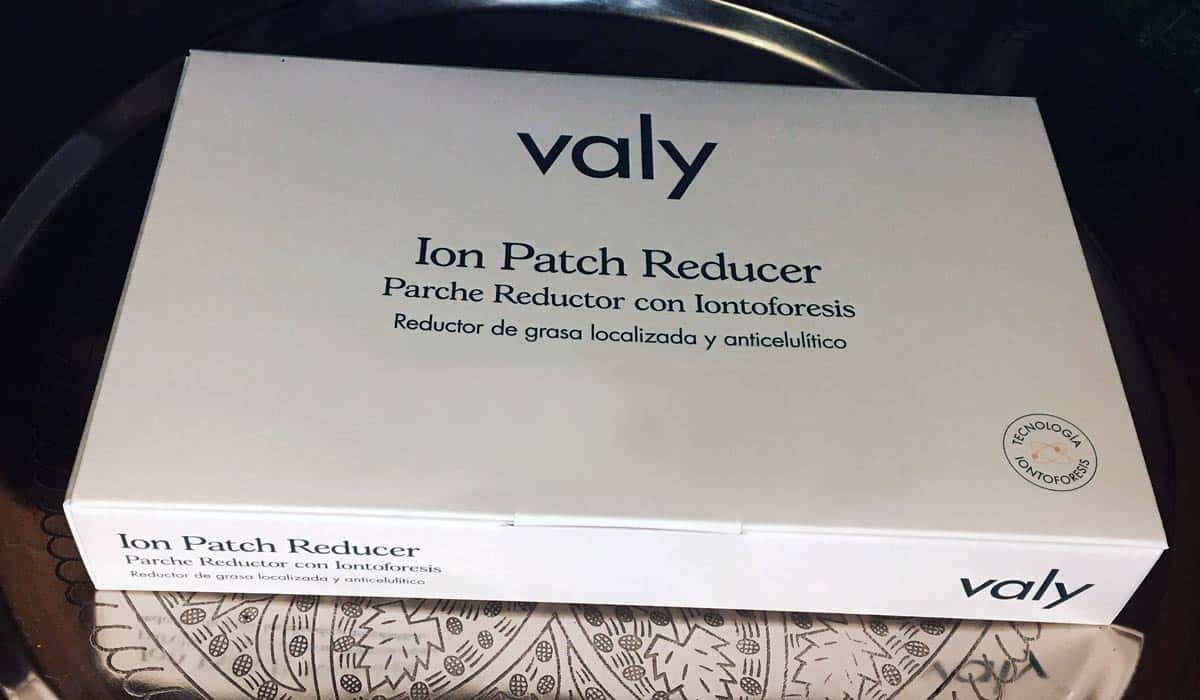 valy
Ion Patch Reducer
Parche Reductor con Iontoforesis
Reductor de grasa localizada y anticelulítico
TECNOLOGÍA
IONTOFORESIS
Ion Patch Reducer
Parche Reductor con Iontoforesis
Reductor de grasa localizada y anticelulítico
valy